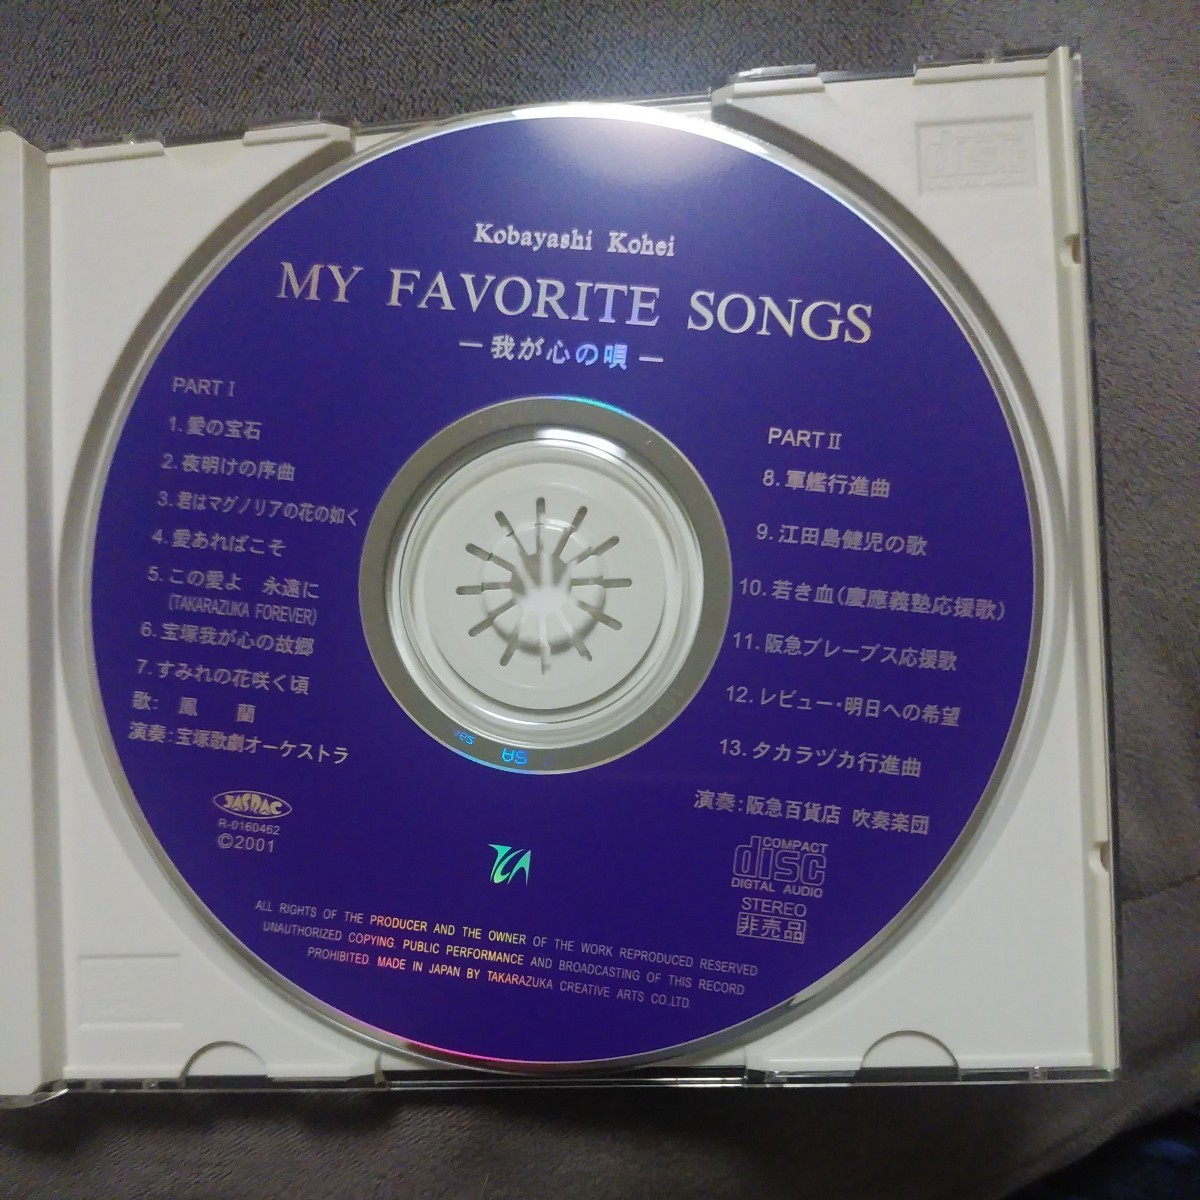 Kobayashi Kohei
MY FAVORITE SONGS
― 我が心の唄 ―
PART I
1. 愛の宝石
2. 夜明けの序曲
3. 君はマグノリアの花の如く
4. 愛あればこそ
5. この愛よ 永遠に
(TAKARAZUKA FOREVER)
6. 宝塚我が心の故郷
7. すみれの花咲く頃
歌: 鳳 蘭
演奏: 宝塚歌劇オーケストラ
PART II
8. 軍艦行進曲
9. 江田島健児の歌
10. 若き血(慶應義塾応援歌)
11. 阪急ブレーブス応援歌
12. レビュー・明日への希望
13. タカラヅカ行進曲
演奏: 阪急百貨店 吹奏楽団
JASRAC
R-0160462
©2001
TCA
COMPACT
disc
DIGITAL AUDIO
STEREO
非売品
ALL RIGHTS OF THE PRODUCER AND THE OWNER OF THE WORK REPRODUCED RESERVED
UNAUTHORIZED COPYING, PUBLIC PERFORMANCE AND BROADCASTING OF THIS RECORD
PROHIBITED. MADE IN JAPAN BY TAKARAZUKA CREATIVE ARTS CO.,LTD.
disc